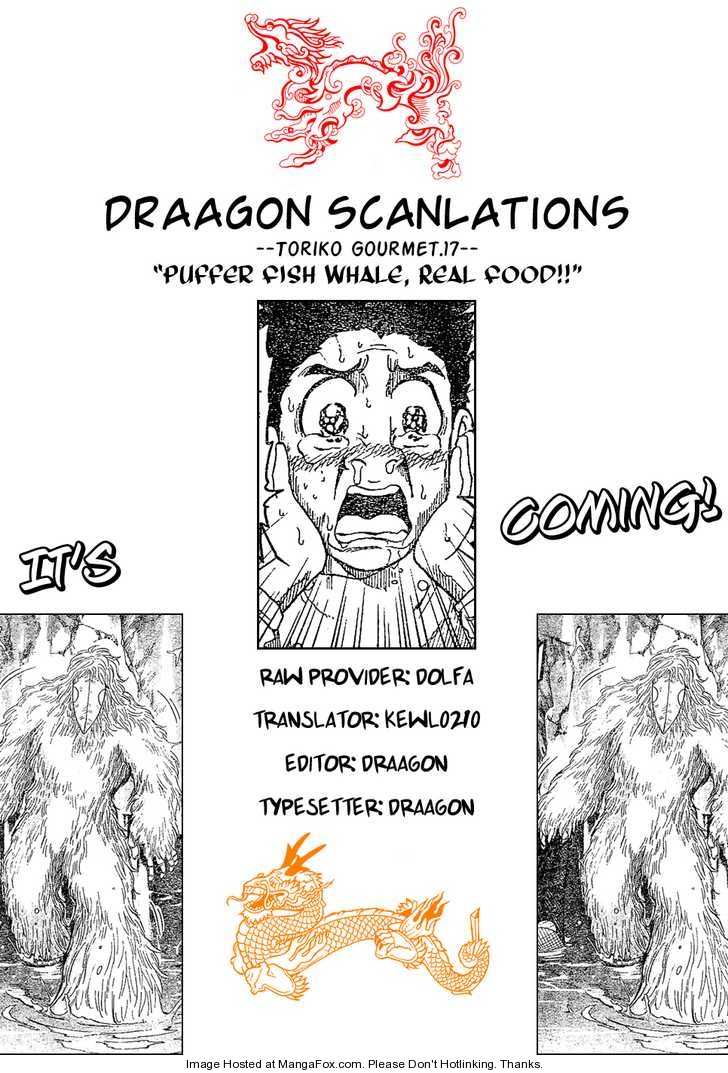 DRAAGON SCANLATIONS
--TORIKO GOURMET.17--
"PUFFER FISH WHALE, REAL FOOD!!"
IT'S
COMING!
RAW PROVIDER: DOLFA
TRANSLATOR: KEWL0210
EDITOR: DRAAGON
TYPESETTER: DRAAGON
Image Hosted at MangaFox.com. Please Don't Hotlinking. Thanks.